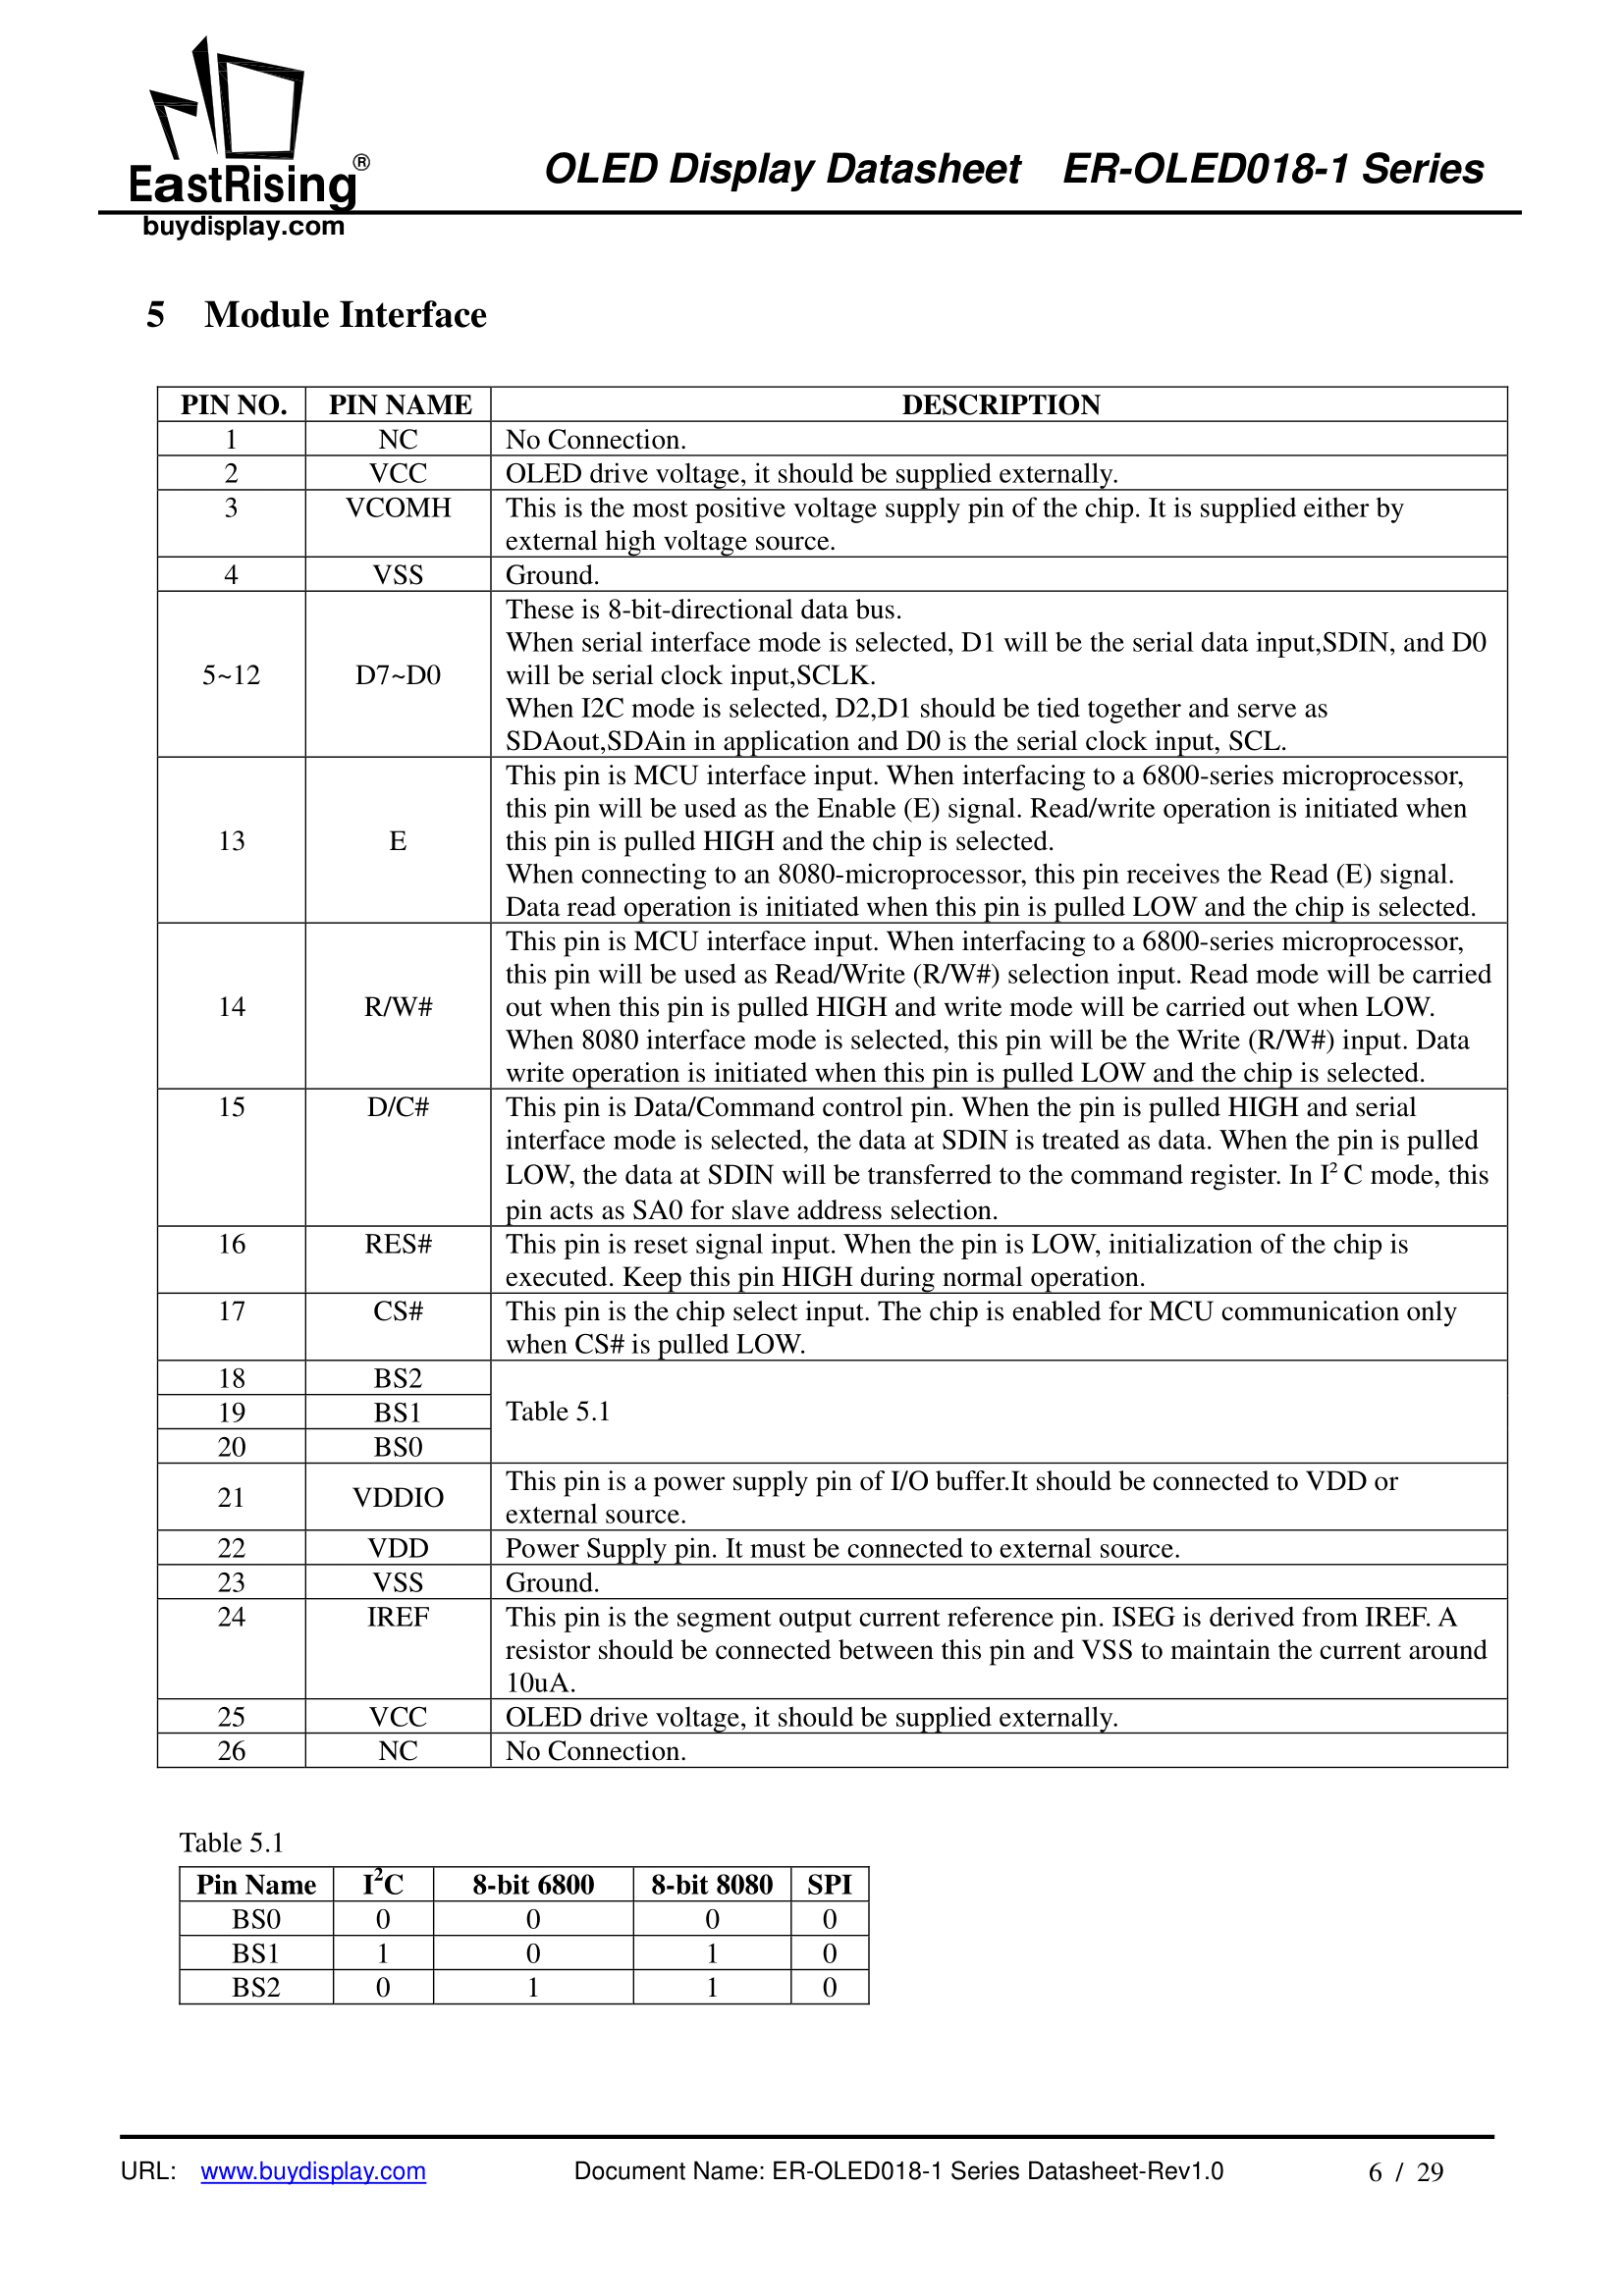 EastRising®
buydisplay.com
OLED Display Datasheet ER-OLED018-1 Series
5 Module Interface
PIN NO. PIN NAME DESCRIPTION
1 NC No Connection.
2 VCC OLED drive voltage, it should be supplied externally.
3 VCOMH This is the most positive voltage supply pin of the chip. It is supplied either by
external high voltage source.
4 VSS Ground.
5~12 D7~D0 These is 8-bit-directional data bus.
When serial interface mode is selected, D1 will be the serial data input,SDIN, and D0
will be serial clock input,SCLK.
When I2C mode is selected, D2,D1 should be tied together and serve as
SDAout,SDAin in application and D0 is the serial clock input, SCL.
13 E This pin is MCU interface input. When interfacing to a 6800-series microprocessor,
this pin will be used as the Enable (E) signal. Read/write operation is initiated when
this pin is pulled HIGH and the chip is selected.
When connecting to an 8080-microprocessor, this pin receives the Read (E) signal.
Data read operation is initiated when this pin is pulled LOW and the chip is selected.
14 R/W# This pin is MCU interface input. When interfacing to a 6800-series microprocessor,
this pin will be used as Read/Write (R/W#) selection input. Read mode will be carried
out when this pin is pulled HIGH and write mode will be carried out when LOW.
When 8080 interface mode is selected, this pin will be the Write (R/W#) input. Data
write operation is initiated when this pin is pulled LOW and the chip is selected.
15 D/C# This pin is Data/Command control pin. When the pin is pulled HIGH and serial
interface mode is selected, the data at SDIN is treated as data. When the pin is pulled
LOW, the data at SDIN will be transferred to the command register. In I² C mode, this
pin acts as SA0 for slave address selection.
16 RES# This pin is reset signal input. When the pin is LOW, initialization of the chip is
executed. Keep this pin HIGH during normal operation.
17 CS# This pin is the chip select input. The chip is enabled for MCU communication only
when CS# is pulled LOW.
18 BS2
19 BS1 Table 5.1
20 BS0
21 VDDIO This pin is a power supply pin of I/O buffer.It should be connected to VDD or
external source.
22 VDD Power Supply pin. It must be connected to external source.
23 VSS Ground.
24 IREF This pin is the segment output current reference pin. ISEG is derived from IREF. A
resistor should be connected between this pin and VSS to maintain the current around
10uA.
25 VCC OLED drive voltage, it should be supplied externally.
26 NC No Connection.
Table 5.1
Pin Name I²C 8-bit 6800 8-bit 8080 SPI
BS0 0 0 0 0
BS1 1 0 1 0
BS2 0 1 1 0
URL: www.buydisplay.com Document Name: ER-OLED018-1 Series Datasheet-Rev1.0 6 / 29